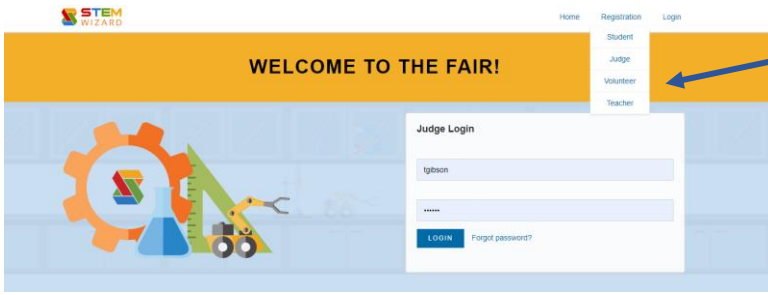 STEM
WIZARD
Home Registration Login
Student
Judge
Volunteer
Teacher
WELCOME TO THE FAIR!
Judge Login
tgibson
••••••
LOGIN Forgot password?